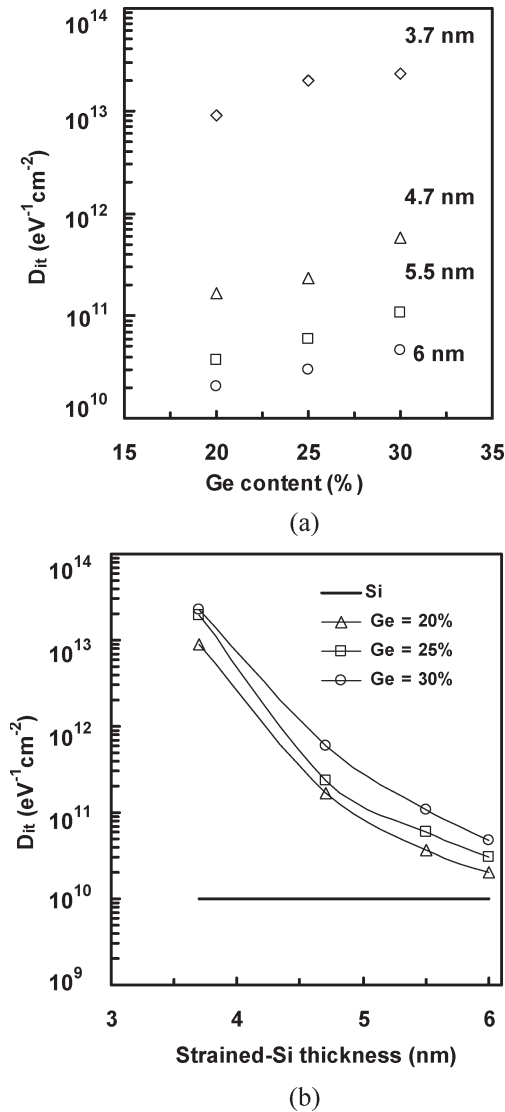 10^14
3.7 nm
10^13
4.7 nm
10^12
5.5 nm
10^11
6 nm
10^10
Dit (eV^-1cm^-2)
15 20 25 30 35
Ge content (%)
(a)
10^14
Si
Ge = 20%
Ge = 25%
Ge = 30%
10^13
10^12
10^11
10^10
10^9
Dit (eV^-1cm^-2)
3 4 5 6
Strained-Si thickness (nm)
(b)